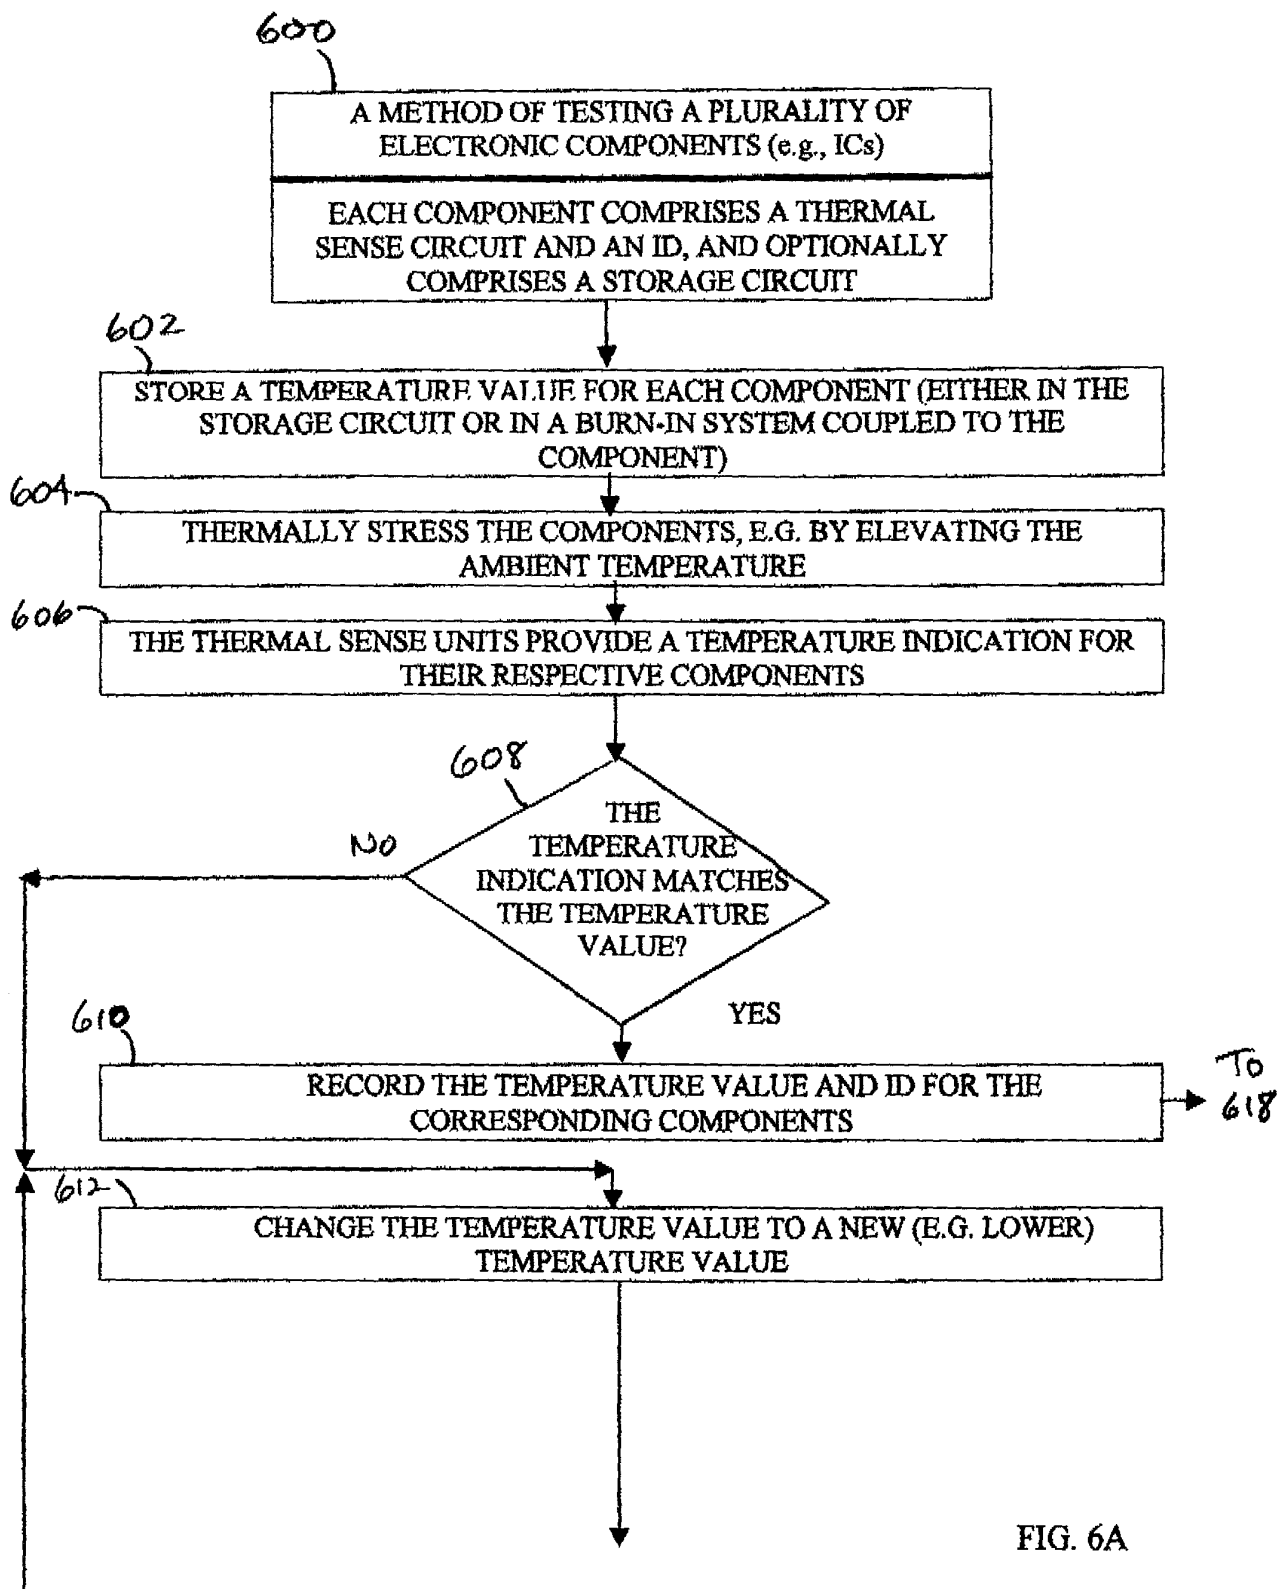 600
A METHOD OF TESTING A PLURALITY OF
ELECTRONIC COMPONENTS (e.g., ICs)
EACH COMPONENT COMPRISES A THERMAL
SENSE CIRCUIT AND AN ID, AND OPTIONALLY
COMPRISES A STORAGE CIRCUIT
602
STORE A TEMPERATURE VALUE FOR EACH COMPONENT (EITHER IN THE
STORAGE CIRCUIT OR IN A BURN-IN SYSTEM COUPLED TO THE
COMPONENT)
604
THERMALLY STRESS THE COMPONENTS, E.G. BY ELEVATING THE
AMBIENT TEMPERATURE
606
THE THERMAL SENSE UNITS PROVIDE A TEMPERATURE INDICATION FOR
THEIR RESPECTIVE COMPONENTS
608
NO
THE
TEMPERATURE
INDICATION MATCHES
THE TEMPERATURE
VALUE?
YES
610
RECORD THE TEMPERATURE VALUE AND ID FOR THE
CORRESPONDING COMPONENTS
TO
618
612
CHANGE THE TEMPERATURE VALUE TO A NEW (E.G. LOWER)
TEMPERATURE VALUE
FIG. 6A